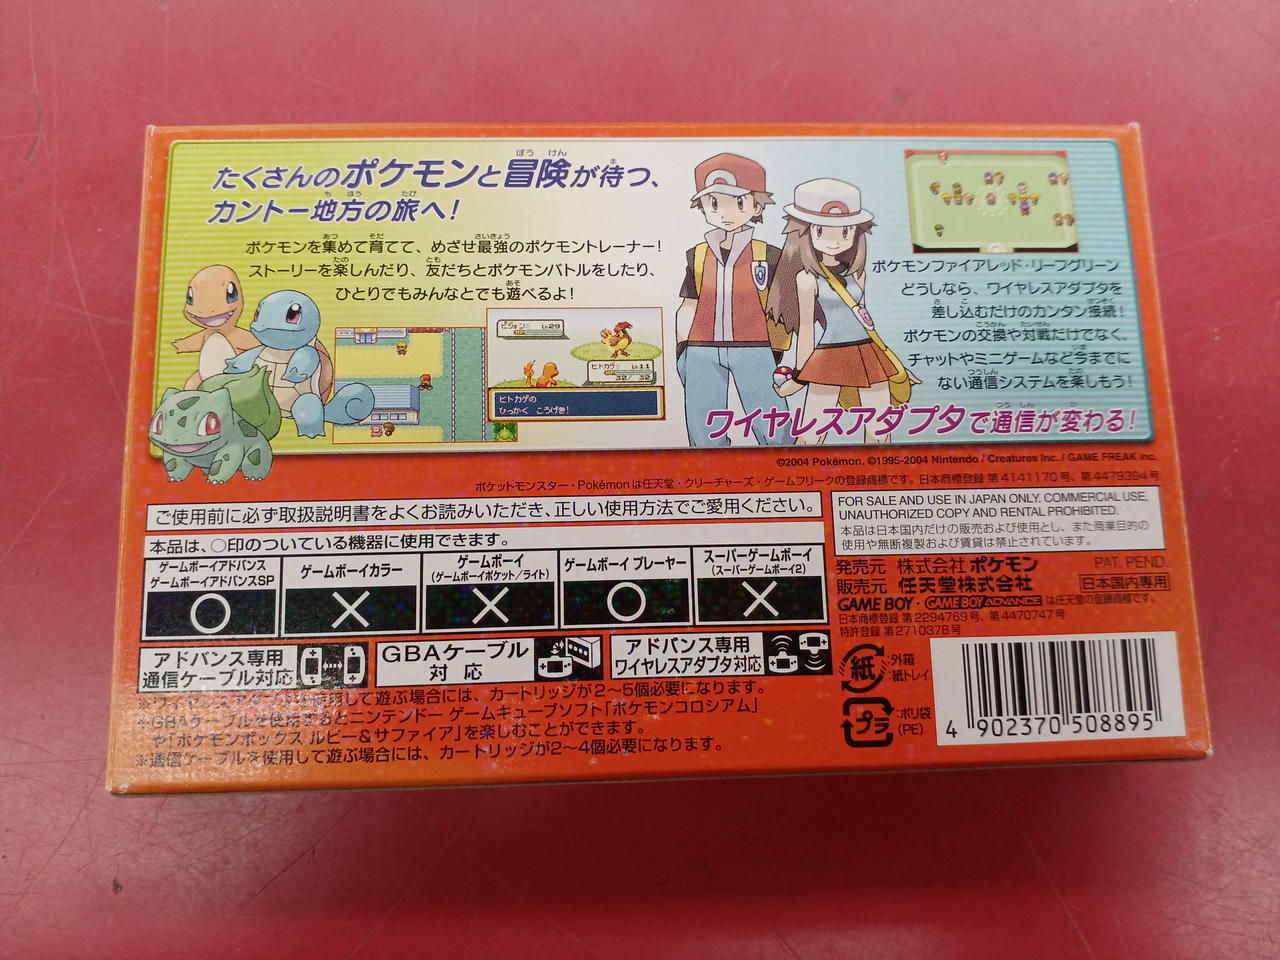 たくさんのポケモンと冒険が待つ、
カントー地方の旅へ!
ポケモンを集めて育てて、めざせ最強のポケモントレーナー!
ストーリーを楽しんだり、友だちとポケモンバトルをしたり、
ひとりでもみんなとでも遊べるよ!
ピジョン Lv29
ヒトカゲ Lv11
32/ 32
ヒトカゲの
ひっかく こうげき!
ポケモンファイアレッド・リーフグリーン
どうしなら、ワイヤレスアダプタを
差し込むだけのカンタン接続!
ポケモンの交換や対戦だけでなく、
チャットやミニゲームなど今までに
ない通信システムを楽しもう!
ワイヤレスアダプタで通信が変わる!
©2004 Pokémon. ©1995-2004 Nintendo / Creatures Inc. / GAME FREAK inc.
ポケットモンスター・Pokémonは任天堂・クリーチャーズ・ゲームフリークの登録商標です。日本商標登録 第4141170号、第4479394号
ご使用前に必ず取扱説明書をよくお読みいただき、正しい使用方法でご愛用ください。
本品は、○印のついている機器に使用できます。
ゲームボーイアドバンス
ゲームボーイアドバンスSP
○
ゲームボーイカラー
×
ゲームボーイ
(ゲームボーイポケット/ライト)
×
ゲームボーイ プレーヤー
○
スーパーゲームボーイ
(スーパーゲームボーイ2)
×
アドバンス専用
通信ケーブル対応
GBAケーブル
対応
アドバンス専用
ワイヤレスアダプタ対応
※ワイヤレスアダプタを使用して遊ぶ場合には、カートリッジが2〜5個必要になります。
※GBAケーブルを使用するとニンテンドー ゲームキューブソフト「ポケモンコロシアム」
や「ポケモンボックス ルビー&サファイア」を楽しむことができます。
※通信ケーブルを使用して遊ぶ場合には、カートリッジが2〜4個必要になります。
FOR SALE AND USE IN JAPAN ONLY. COMMERCIAL USE,
UNAUTHORIZED COPY AND RENTAL PROHIBITED.
本品は日本国内だけの販売および使用とし、また商業目的の
使用や無断複製および賃貸は禁止されています。
発売元 株式会社ポケモン PAT. PEND.
販売元 任天堂株式会社 日本国内専用
GAME BOY・GAME BOY ADVANCE は任天堂の登録商標です。
日本商標登録 第2294769号、第4470747号
特許登録 第2710378号
紙 :外箱
:紙トレイ
プラ :ポリ袋
(PE)
4 902370 508895